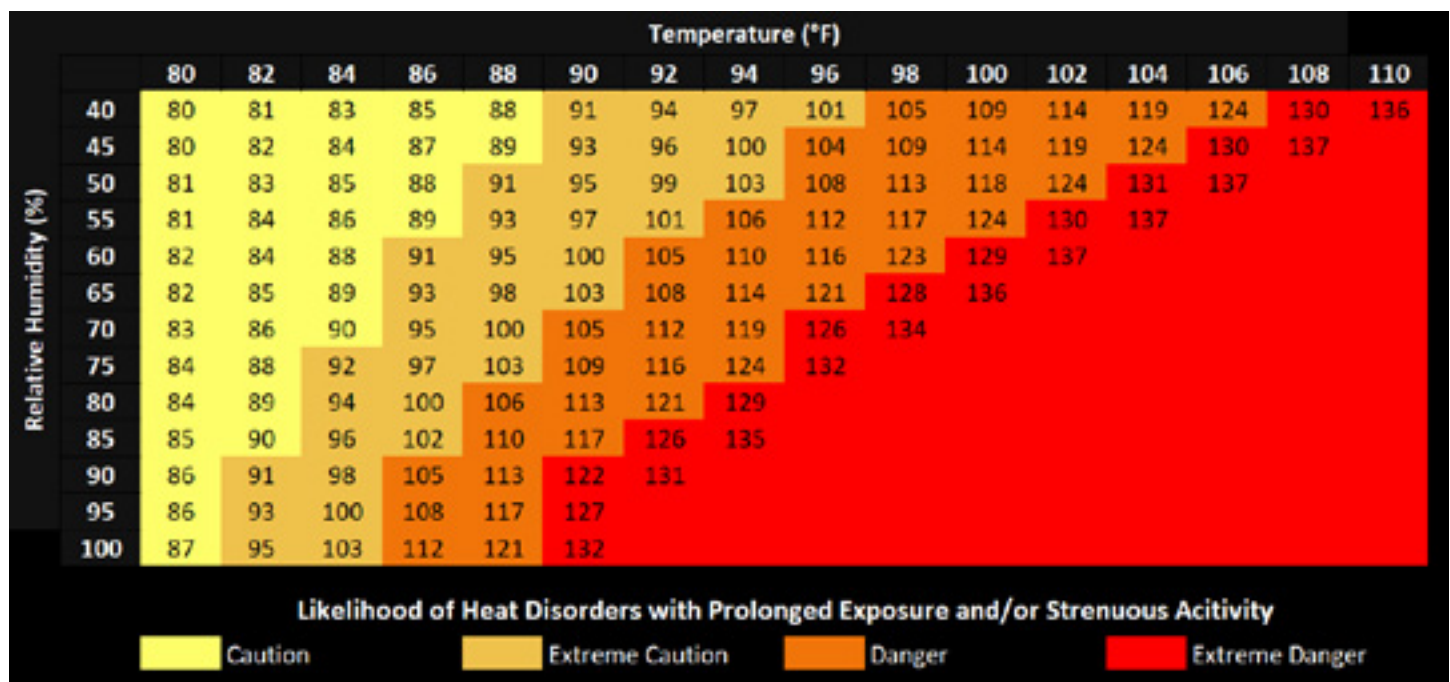 Temperature (°F)
80 82 84 86 88 90 92 94 96 98 100 102 104 106 108 110
Relative Humidity (%)
40 80 81 83 85 88 91 94 97 101 105 109 114 119 124 130 136
45 80 82 84 87 89 93 96 100 104 109 114 119 124 130 137
50 81 83 85 88 91 95 99 103 108 113 118 124 131 137
55 81 84 86 89 93 97 101 106 112 117 124 130 137
60 82 84 88 91 95 100 105 110 116 123 129 137
65 82 85 89 93 98 103 108 114 121 128 136
70 83 86 90 95 100 105 112 119 126 134
75 84 88 92 97 103 109 116 124 132
80 84 89 94 100 106 113 121 129
85 85 90 96 102 110 117 126 135
90 86 91 98 105 113 122 131
95 86 93 100 108 117 127
100 87 95 103 112 121 132
Likelihood of Heat Disorders with Prolonged Exposure and/or Strenuous Acitivity
Caution Extreme Caution Danger Extreme Danger